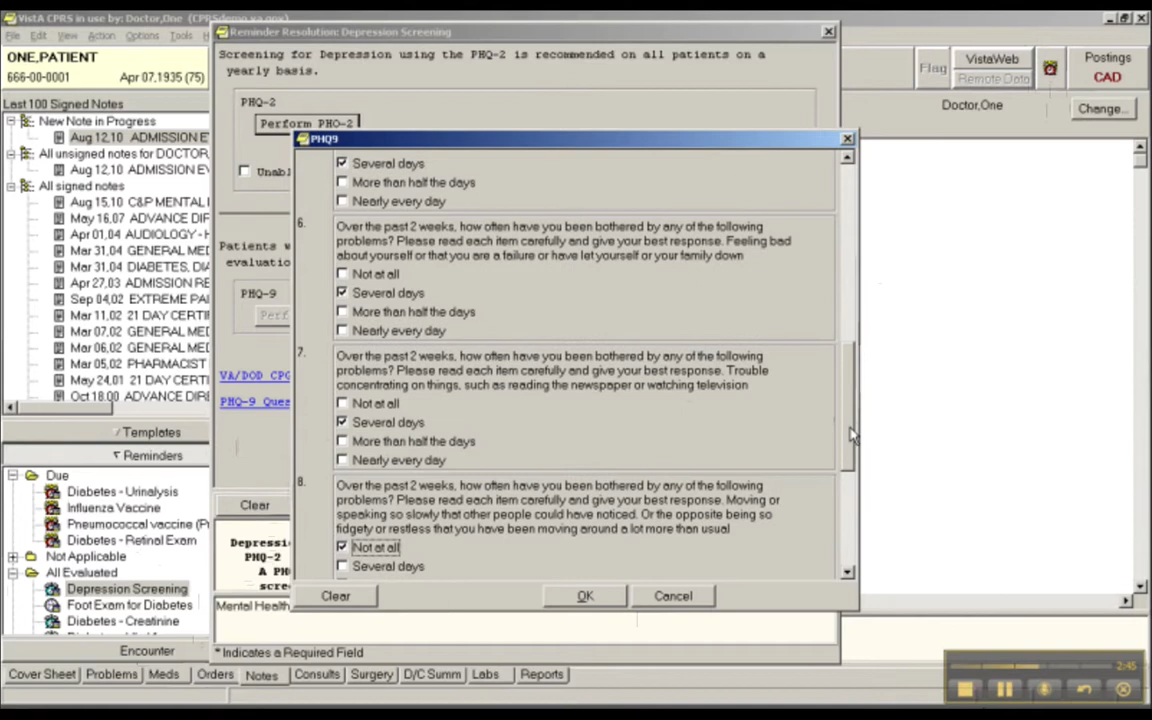 VistA CPRS in use by: Doctor,One (CPRSdemo.va.gov)
File Edit View Action Options Tools
ONE,PATIENT
666-00-0001 Apr 07,1935 (75)
Flag
VistaWeb
Remote Data
Postings
CAD
Doctor,One
Change...
Last 100 Signed Notes
New Note in Progress
Aug 12,10 ADMISSION E
All unsigned notes for DOCTOR,
Aug 12,10 ADMISSION EV
All signed notes
Aug 15,10 C&P MENTAL
May 16,07 ADVANCE DIR
Apr 01,04 AUDIOLOGY - H
Mar 31,04 GENERAL MED
Mar 31,04 DIABETES, DIA
Apr 27,03 ADMISSION RE
Sep 04,02 EXTREME PAI
Mar 11,02 21 DAY CERTI
Mar 07,02 GENERAL MED
Mar 06,02 GENERAL MED
Mar 05,02 PHARMACIST
May 24,01 21 DAY CERTI
Oct 18,00 ADVANCE DIRE
Templates
Reminders
Due
Diabetes - Urinalysis
Influenza Vaccine
Pneumococcal vaccine (P
Diabetes - Retinal Exam
Not Applicable
All Evaluated
Depression Screening
Foot Exam for Diabetes
Diabetes - Creatinine
Encounter
Cover Sheet Problems Meds Orders Notes Consults Surgery D/C Summ Labs Reports
Reminder Resolution: Depression Screening
Screening for Depression using the PHQ-2 is recommended on all patients on a
yearly basis.
PHQ-2
Perform PHQ-2
Unabl
Patients w
evaluatio
PHQ-9
Perf
VA/DOD CPG
PHQ-9 Ques
Clear
Depressi
PHQ-2
A PH
scre
Mental Health
* Indicates a Required Field
PHQ9
Several days
More than half the days
Nearly every day
6.
Over the past 2 weeks, how often have you been bothered by any of the following
problems? Please read each item carefully and give your best response. Feeling bad
about yourself or that you are a failure or have let yourself or your family down
Not at all
Several days
More than half the days
Nearly every day
7.
Over the past 2 weeks, how often have you been bothered by any of the following
problems? Please read each item carefully and give your best response. Trouble
concentrating on things, such as reading the newspaper or watching television
Not at all
Several days
More than half the days
Nearly every day
8.
Over the past 2 weeks, how often have you been bothered by any of the following
problems? Please read each item carefully and give your best response. Moving or
speaking so slowly that other people could have noticed. Or the opposite being so
fidgety or restless that you have been moving around a lot more than usual
Not at all
Several days
Clear OK Cancel
2:45